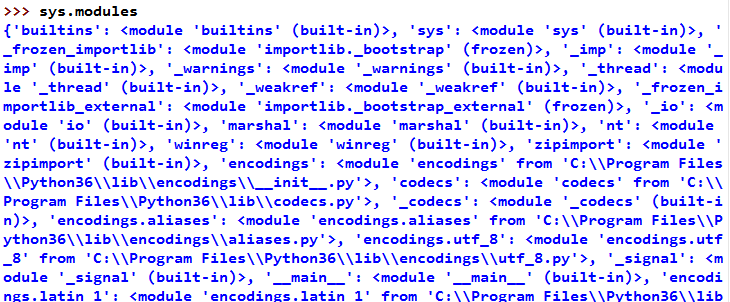 >>> sys.modules
{'builtins': <module 'builtins' (built-in)>, 'sys': <module 'sys' (built-in)>, '
_frozen_importlib': <module 'importlib._bootstrap' (frozen)>, '_imp': <module '_
imp' (built-in)>, '_warnings': <module '_warnings' (built-in)>, '_thread': <modu
le '_thread' (built-in)>, '_weakref': <module '_weakref' (built-in)>, '_frozen_i
mportlib_external': <module 'importlib._bootstrap_external' (frozen)>, '_io': <m
odule 'io' (built-in)>, 'marshal': <module 'marshal' (built-in)>, 'nt': <module
'nt' (built-in)>, 'winreg': <module 'winreg' (built-in)>, 'zipimport': <module '
zipimport' (built-in)>, 'encodings': <module 'encodings' from 'C:\\Program Files
\\Python36\\lib\\encodings\\__init__.py'>, 'codecs': <module 'codecs' from 'C:\\
Program Files\\Python36\\lib\\codecs.py'>, '_codecs': <module '_codecs' (built-i
n)>, 'encodings.aliases': <module 'encodings.aliases' from 'C:\\Program Files\\P
ython36\\lib\\encodings\\aliases.py'>, 'encodings.utf_8': <module 'encodings.utf
_8' from 'C:\\Program Files\\Python36\\lib\\encodings\\utf_8.py'>, '_signal': <m
odule '_signal' (built-in)>, '__main__': <module '__main__' (built-in)>, 'encodi
ngs.latin_1': <module 'encodings.latin_1' from 'C:\\Program Files\\Python36\\lib